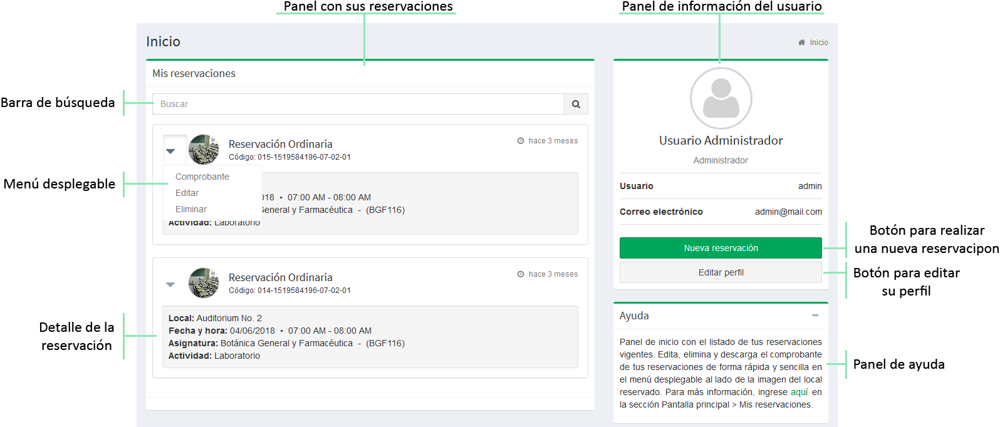 Panel con sus reservaciones
Panel de información del usuario
Inicio
Inicio
Mis reservaciones
Barra de búsqueda
Buscar
Reservación Ordinaria
hace 3 meses
Código: 015-1519584196-07-02-01
Menú desplegable
Comprobante
Editar
Eliminar
018 • 07:00 AM - 08:00 AM
General y Farmacéutica - (BGF116)
Actividad: Laboratorio
Reservación Ordinaria
hace 3 meses
Código: 014-1519584196-07-02-01
Detalle de la
reservación
Local: Auditorium No. 2
Fecha y hora: 04/06/2018 • 07:00 AM - 08:00 AM
Asignatura: Botánica General y Farmacéutica - (BGF116)
Actividad: Laboratorio
Usuario Administrador
Administrador
Usuario admin
Correo electrónico admin@mail.com
Nueva reservación
Botón para realizar
una nueva reservacipon
Editar perfil
Botón para editar
su perfil
Ayuda
Panel de inicio con el listado de tus reservaciones
vigentes. Edita, elimina y descarga el comprobante
de tus reservaciones de forma rápida y sencilla en
el menú desplegable al lado de la imagen del local
reservado. Para más información, ingrese aquí en
la sección Pantalla principal > Mis reservaciones.
Panel de ayuda